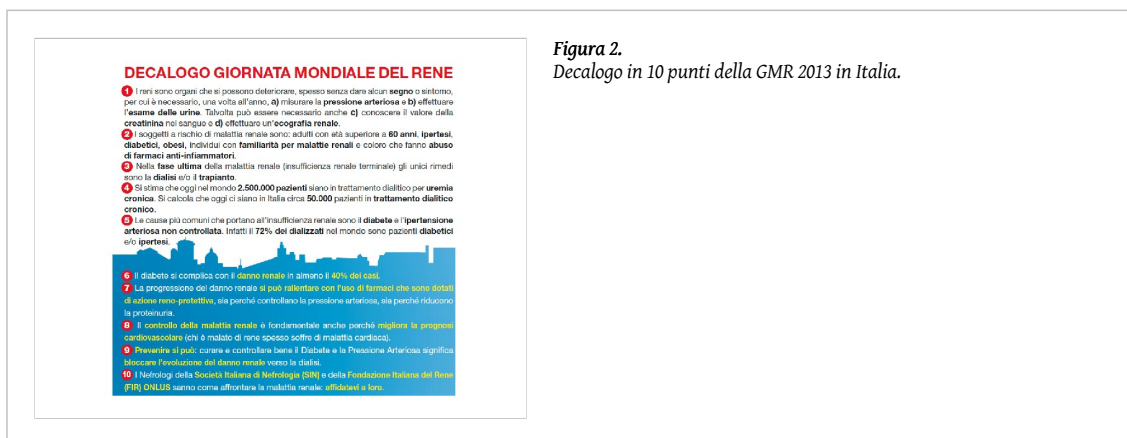 DECALOGO GIORNATA MONDIALE DEL RENE
1 I reni sono organi che si possono deteriorare, spesso senza dare alcun segno o sintomo,
per cui è necessario, una volta all'anno, a) misurare la pressione arteriosa e b) effettuare
l'esame delle urine. Talvolta può essere necessario anche c) conoscere il valore della
creatinina nel sangue e d) effettuare un'ecografia renale.
2 I soggetti a rischio di malattia renale sono: adulti con età superiore a 60 anni, ipertesi,
diabetici, obesi, individui con familiarità per malattie renali e coloro che fanno abuso
di farmaci anti-infiammatori.
3 Nella fase ultima della malattia renale (insufficienza renale terminale) gli unici rimedi
sono la dialisi e/o il trapianto.
4 Si stima che oggi nel mondo 2.500.000 pazienti siano in trattamento dialitico per uremia
cronica. Si calcola che oggi ci siano in Italia circa 50.000 pazienti in trattamento dialitico
cronico.
5 Le cause più comuni che portano all'insufficienza renale sono il diabete e l'ipertensione
arteriosa non controllata. Infatti il 72% dei dializzati nel mondo sono pazienti diabetici
e/o ipertesi.
6 Il diabete si complica con il danno renale in almeno il 40% dei casi.
7 La progressione del danno renale si può rallentare con l'uso di farmaci che sono dotati
di azione reno-protettiva, sia perché controllano la pressione arteriosa, sia perché riducono
la proteinuria.
8 Il controllo della malattia renale è fondamentale anche perché migliora la prognosi
cardiovascolare (chi è malato di rene spesso soffre di malattia cardiaca).
9 Prevenire si può: curare e controllare bene il Diabete e la Pressione Arteriosa significa
bloccare l'evoluzione del danno renale verso la dialisi.
10 I Nefrologi della Società Italiana di Nefrologia (SIN) e della Fondazione Italiana del Rene
(FIR) ONLUS sanno come affrontare la malattia renale: affidatevi a loro.
Figura 2.
Decalogo in 10 punti della GMR 2013 in Italia.